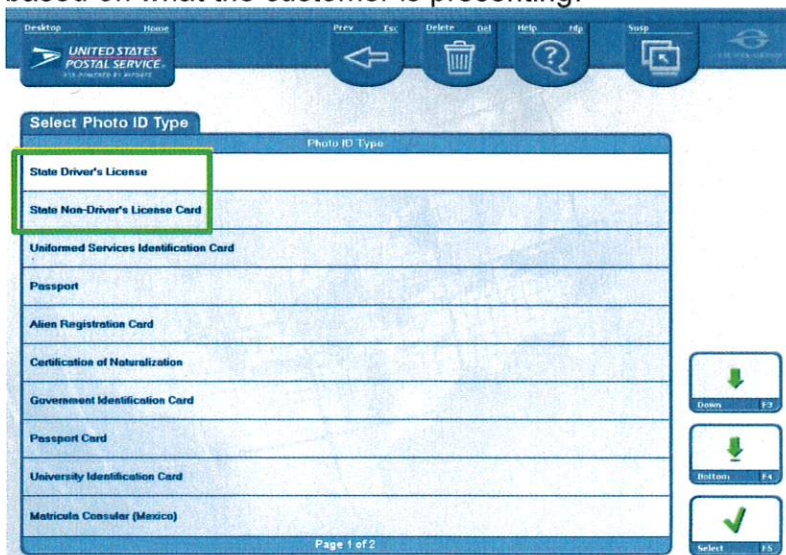 based on what the customer is presenting.
Desktop Home
Prev Esc
Delete Del
Help
Susp
UNITED STATES
POSTAL SERVICE
Select Photo ID Type
Photo ID Type
State Driver's License
State Non-Driver's License Card
Uniformed Services Identification Card
Passport
Alien Registration Card
Certification of Naturalization
Government Identification Card
Passport Card
University Identification Card
Matricula Consular (Mexico)
Page 1 of 2
Down F3
Bottom F4
Select F5